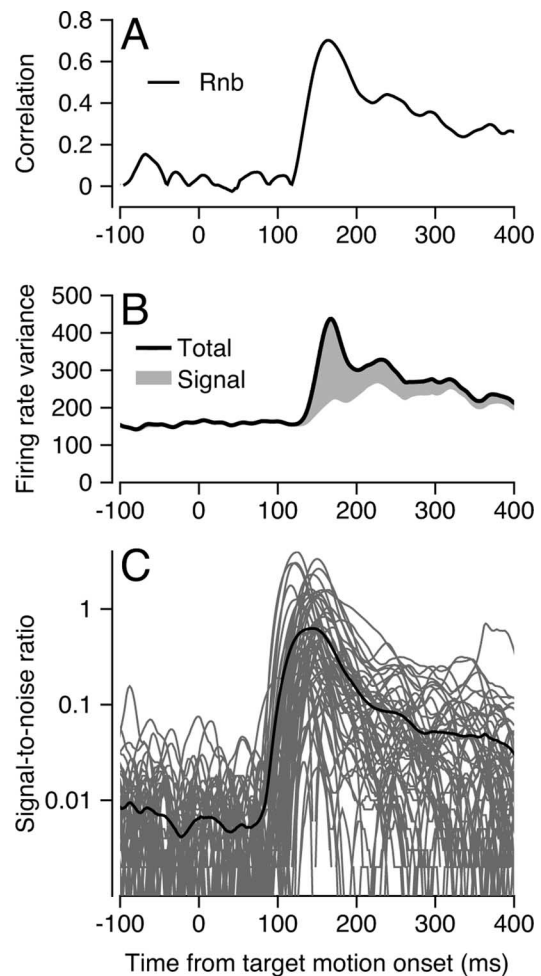 A
Correlation
0.8
0.6
0.4
0.2
0
Rnb
-100 0 100 200 300 400
B
Firing rate variance
500
400
300
200
100
0
Total
Signal
-100 0 100 200 300 400
C
Signal-to-noise ratio
1
0.1
0.01
-100 0 100 200 300 400
Time from target motion onset (ms)